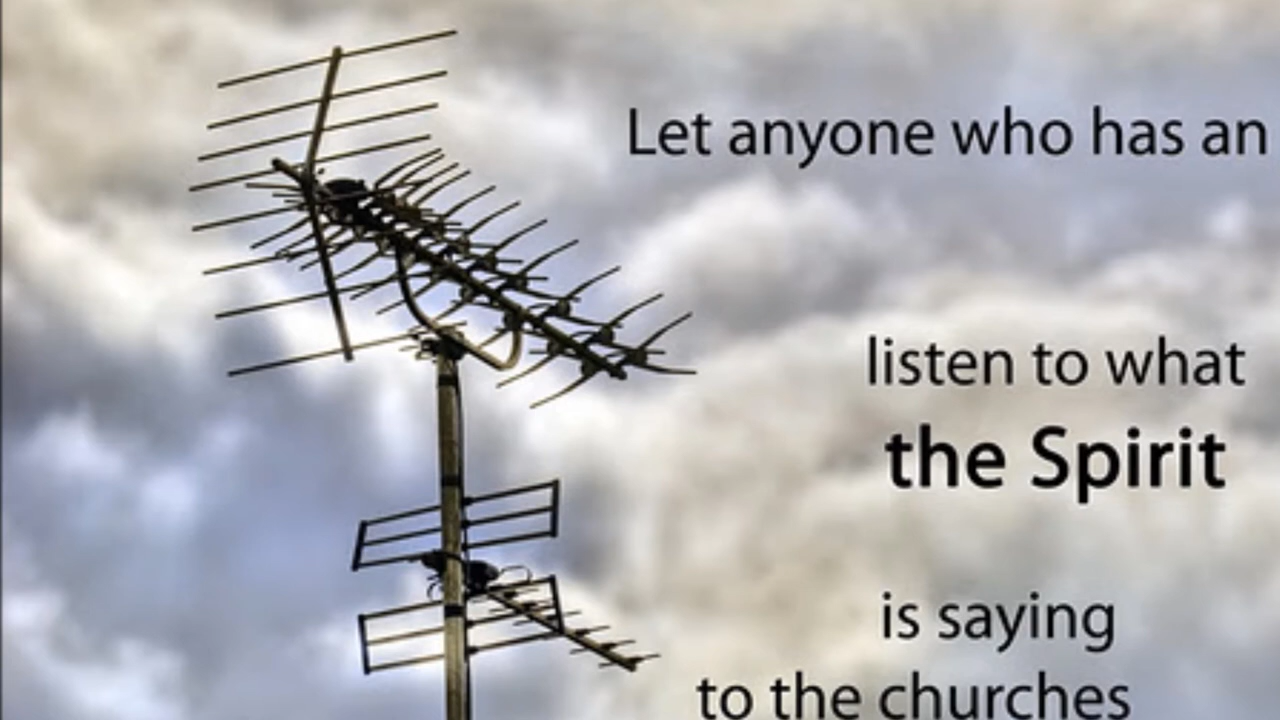 Let anyone who has an
listen to what
the Spirit
is saying
to the churches